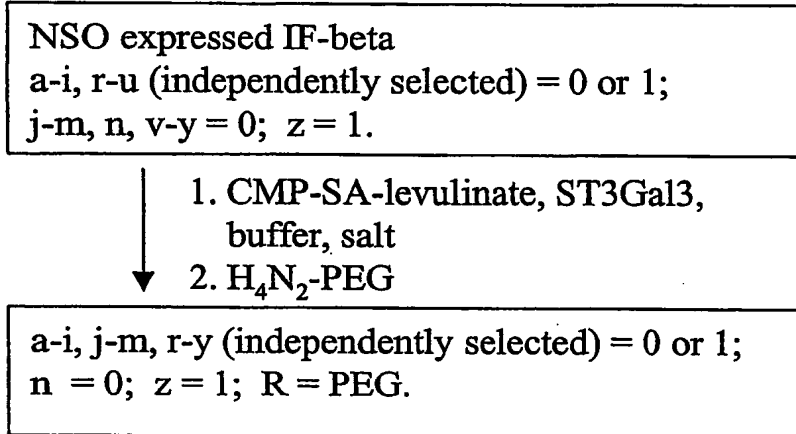 NSO expressed IF-beta
a-i, r-u (independently selected) = 0 or 1;
j-m, n, v-y = 0; z = 1.
1. CMP-SA-levulinate, ST3Gal3,
buffer, salt
2. H₄N₂-PEG
a-i, j-m, r-y (independently selected) = 0 or 1;
n = 0; z = 1; R = PEG.